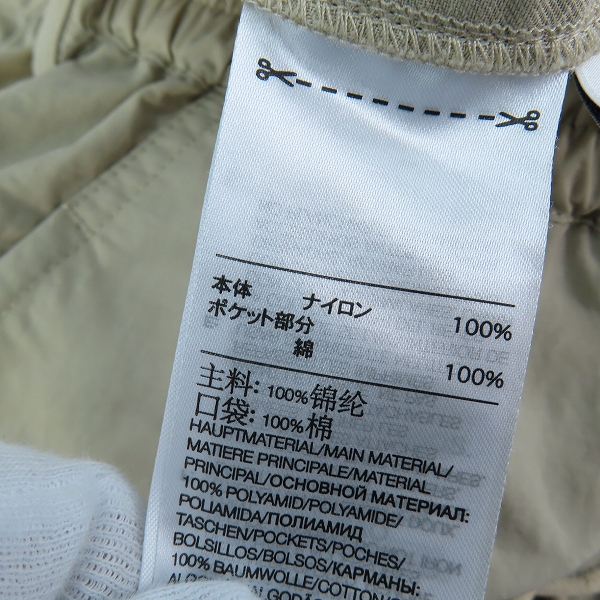 本体 ナイロン 100%
ポケット部分
綿 100%
主料: 100%锦纶
口袋: 100%棉
HAUPTMATERIAL/MAIN MATERIAL/
MATIERE PRINCIPALE/MATERIAL
PRINCIPAL/ОСНОВНОЙ МАТЕРИАЛ:
100% POLYAMID/POLYAMIDE/
POLIAMIDA/ПОЛИАМИД
TASCHEN/POCKETS/POCHES/
BOLSILLOS/BOLSOS/КАРМАНЫ:
100% BAUMWOLLE/COTTON/